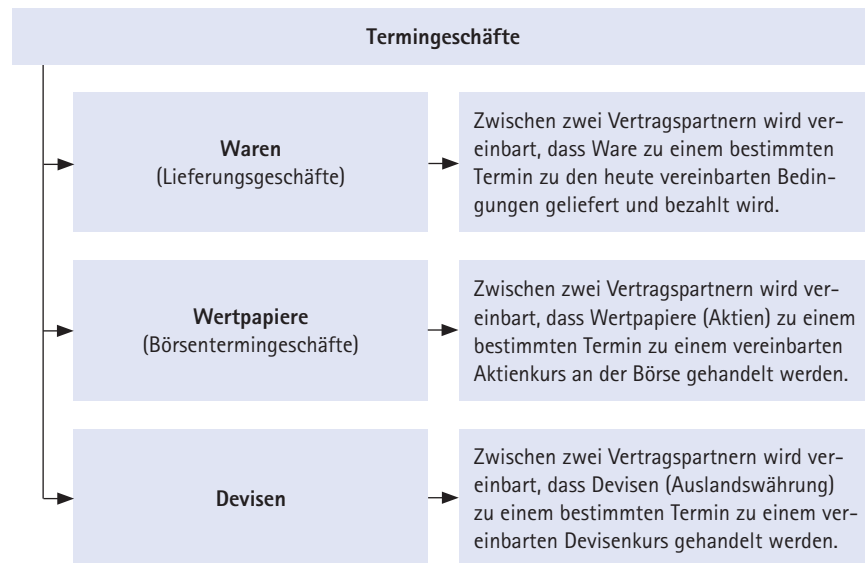 Termingeschäfte
Waren
(Lieferungsgeschäfte)
Zwischen zwei Vertragspartnern wird ver-
einbart, dass Ware zu einem bestimmten
Termin zu den heute vereinbarten Bedin-
gungen geliefert und bezahlt wird.
Wertpapiere
(Börsentermingeschäfte)
Zwischen zwei Vertragspartnern wird ver-
einbart, dass Wertpapiere (Aktien) zu einem
bestimmten Termin zu einem vereinbarten
Aktienkurs an der Börse gehandelt werden.
Devisen
Zwischen zwei Vertragspartnern wird ver-
einbart, dass Devisen (Auslandswährung)
zu einem bestimmten Termin zu einem ver-
einbarten Devisenkurs gehandelt werden.